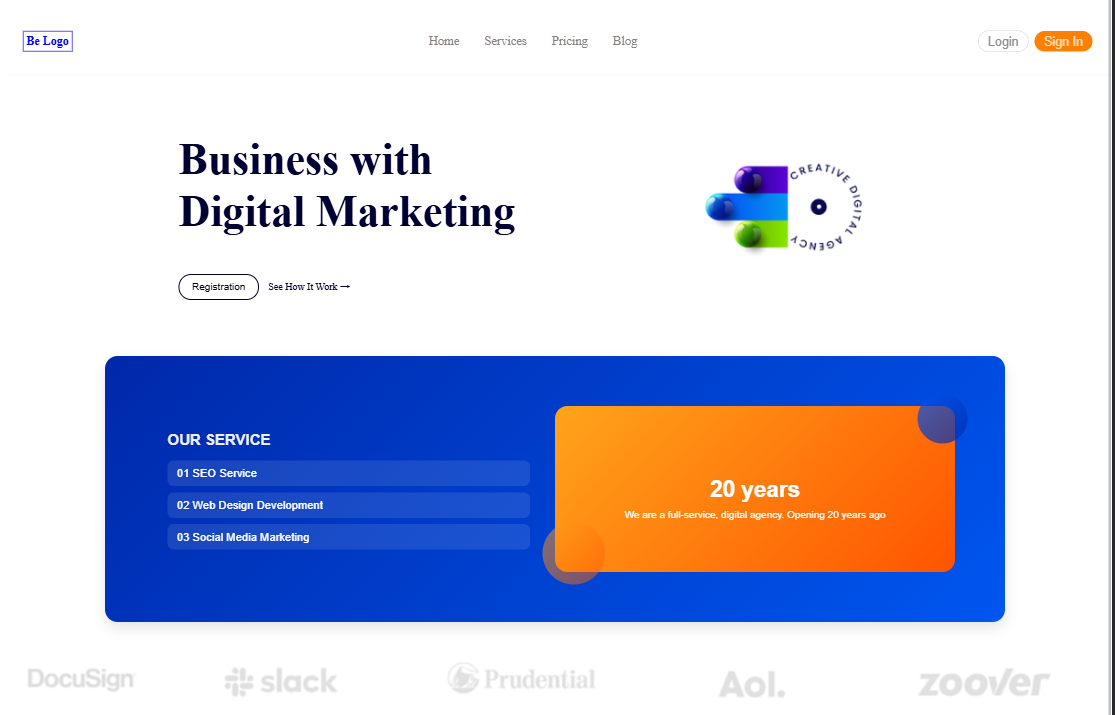 Be Logo
Home
Services
Pricing
Blog
Login
Sign In
Business with
Digital Marketing
CREATIVE DIGITAL AGENCY
Registration
See How It Work →
OUR SERVICE
01 SEO Service
02 Web Design Development
03 Social Media Marketing
20 years
We are a full-service, digital agency. Opening 20 years ago
DocuSign
slack
Prudential
Aol.
zoover